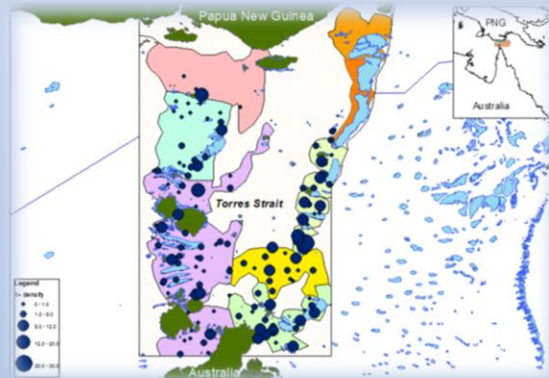 Papua New Guinea
PNG
Australia
Torres Strait
Legend
density
0 - 1.0
1.0 - 5.0
5.0 - 12.0
12.0 - 20.0
20.0 - 30.0
Australia